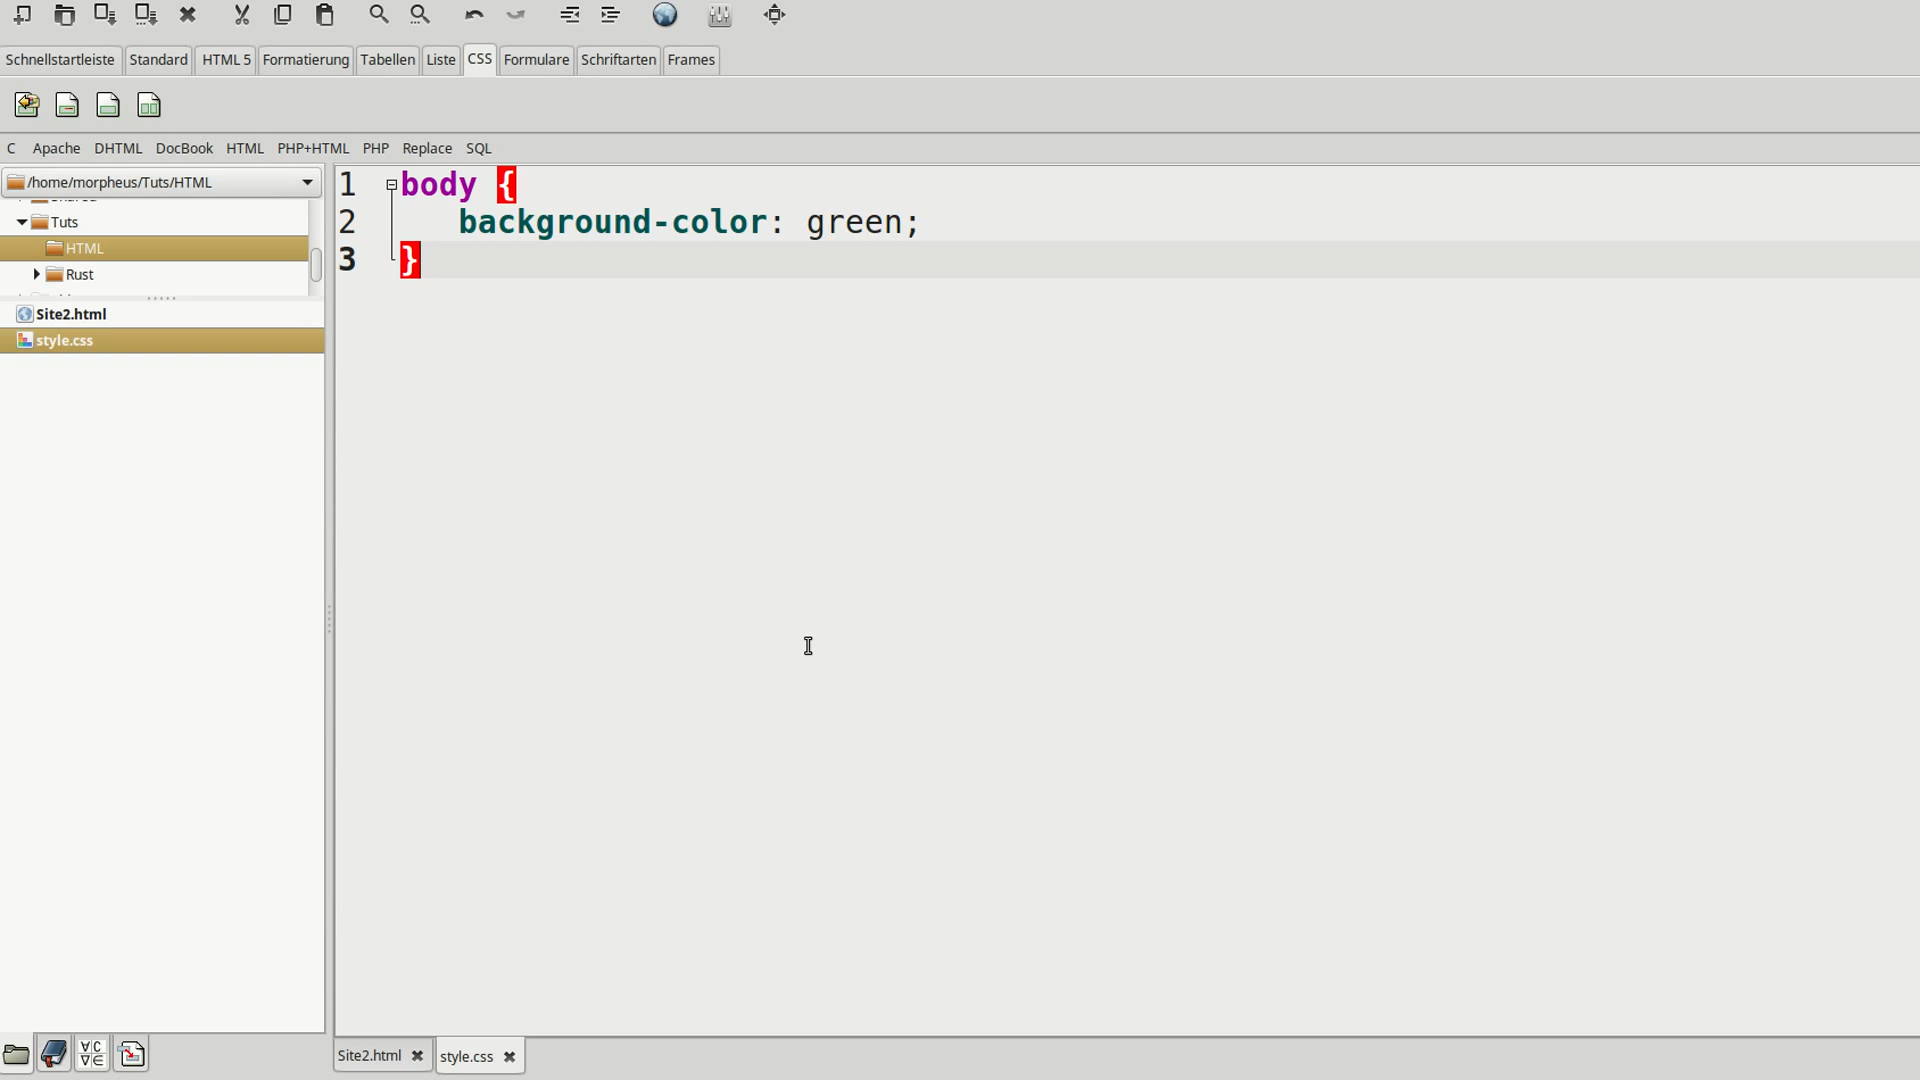 Schnellstartleiste Standard HTML 5 Formatierung Tabellen Liste CSS Formulare Schriftarten Frames
C Apache DHTML DocBook HTML PHP+HTML PHP Replace SQL
/home/morpheus/Tuts/HTML
Tuts
HTML
Rust
Site2.html
style.css
1 body {
2 background-color: green;
3 }
Site2.html style.css